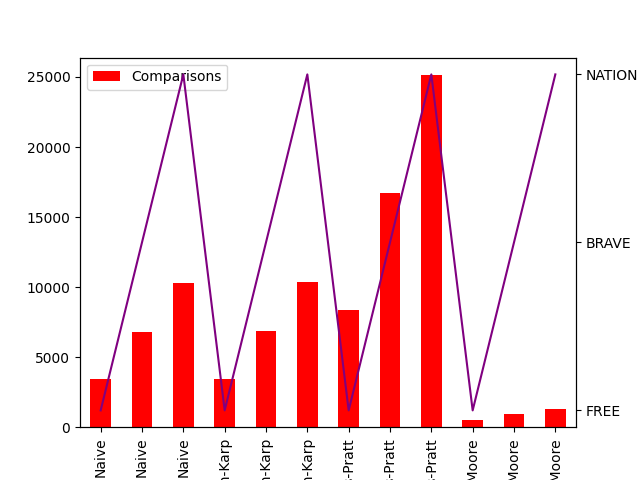 Comparisons
25000
20000
15000
10000
5000
0
NATION
BRAVE
FREE
Naive
Naive
Naive
n-Karp
n-Karp
n-Karp
s-Pratt
s-Pratt
s-Pratt
Moore
Moore
Moore